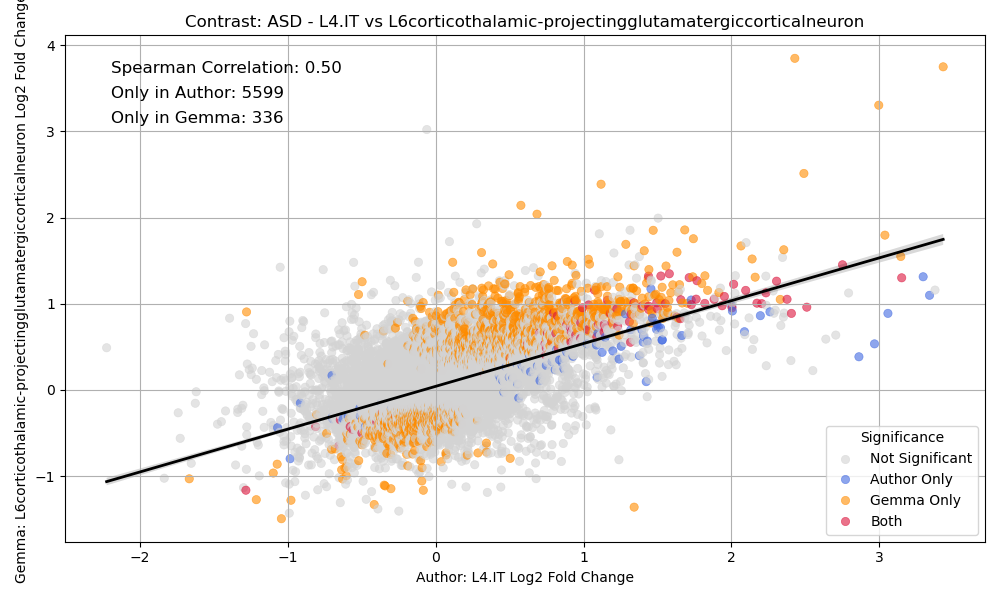 Contrast: ASD - L4.IT vs L6corticothalamic-projectingglutamatergiccorticalneuron
Gemma: L6corticothalamic-projectingglutamatergiccorticalneuron Log2 Fold Change
Spearman Correlation: 0.50
Only in Author: 5599
Only in Gemma: 336
4
3
2
1
0
−1
−2
−1
0
1
2
3
Author: L4.IT Log2 Fold Change
Significance
Not Significant
Author Only
Gemma Only
Both